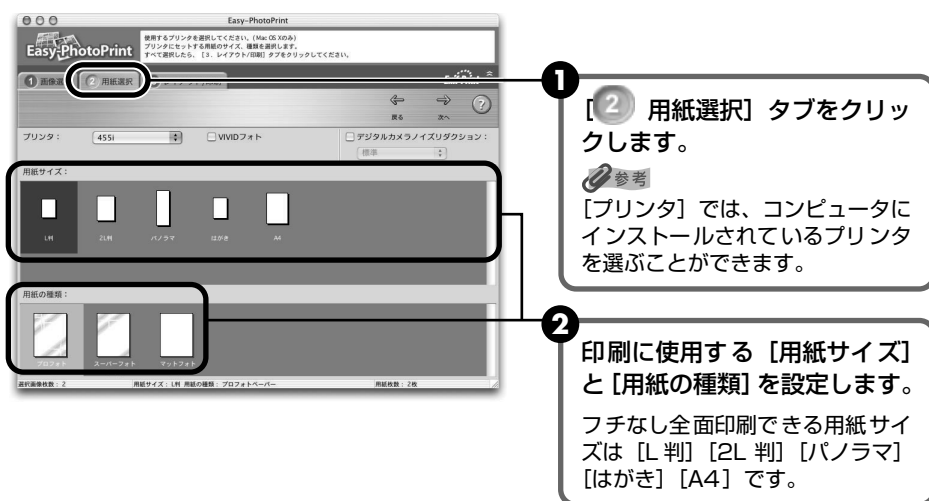 Easy-PhotoPrint
Easy-PhotoPrint
使用するプリンタを選択してください。(Mac OS Xのみ)
プリンタにセットする用紙のサイズ、種類を選択します。
すべて選択したら、［3．レイアウト/印刷］タブをクリックしてください。
1 画像選
2 用紙選択
戻る 次へ ?
プリンタ： 455i VIVIDフォト デジタルカメラノイズリダクション：
標準
用紙サイズ：
L判 2L判 パノラマ はがき A4
用紙の種類：
プロフォト スーパーフォト マットフォト
選択画像枚数： 2 用紙サイズ： L判 用紙の種類： プロフォトペーパー 用紙枚数： 2枚
1
［2 用紙選択］タブをクリッ
クします。
参考
［プリンタ］では、コンピュータに
インストールされているプリンタ
を選ぶことができます。
2
印刷に使用する［用紙サイズ］
と［用紙の種類］を設定します。
フチなし全面印刷できる用紙サイ
ズは［L 判］［2L 判］［パノラマ］
［はがき］［A4］です。